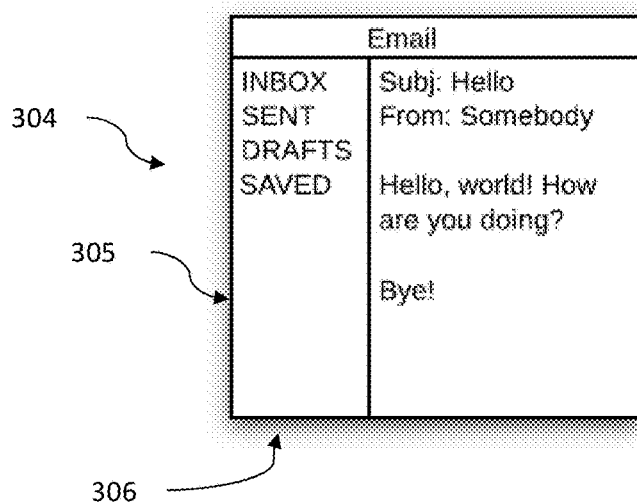 Email
INBOX
SENT
DRAFTS
SAVED
Subj: Hello
From: Somebody
Hello, world! How
are you doing?
Bye!
304
305
306